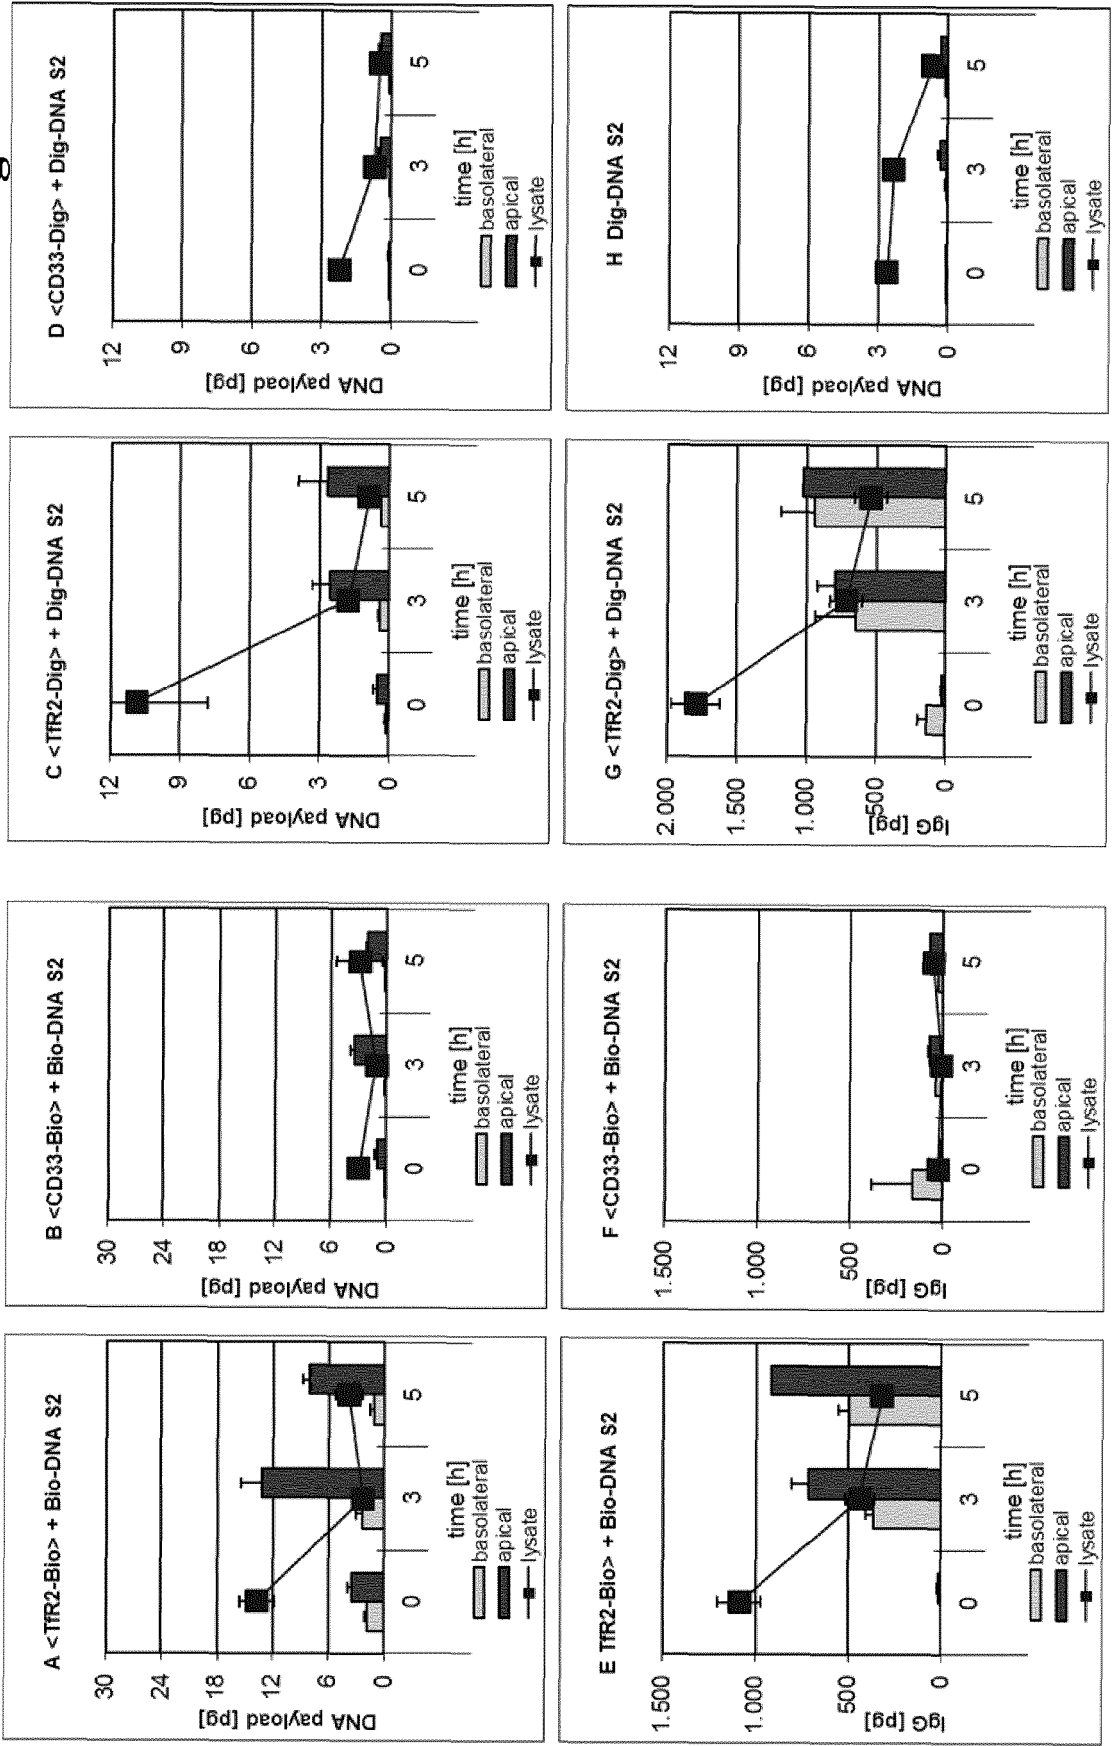 A <TfR2-Bio> + Bio-DNA S2
DNA payload [pg]
30
24
18
12
6
0
0
3
5
time [h]
basolateral
apical
lysate
B <CD33-Bio> + Bio-DNA S2
DNA payload [pg]
30
24
18
12
6
0
0
3
5
time [h]
basolateral
apical
lysate
C <TfR2-Dig> + Dig-DNA S2
DNA payload [pg]
12
9
6
3
0
0
3
5
time [h]
basolateral
apical
lysate
D <CD33-Dig> + Dig-DNA S2
DNA payload [pg]
12
9
6
3
0
0
3
5
time [h]
basolateral
apical
lysate
E TfR2-Bio> + Bio-DNA S2
IgG [pg]
1.500
1.000
500
0
0
3
5
time [h]
basolateral
apical
lysate
F <CD33-Bio> + Bio-DNA S2
IgG [pg]
1.500
1.000
500
0
0
3
5
time [h]
basolateral
apical
lysate
G <TfR2-Dig> + Dig-DNA S2
IgG [pg]
2.000
1.500
1.000
500
0
0
3
5
time [h]
basolateral
apical
lysate
H Dig-DNA S2
DNA payload [pg]
12
9
6
3
0
0
3
5
time [h]
basolateral
apical
lysate